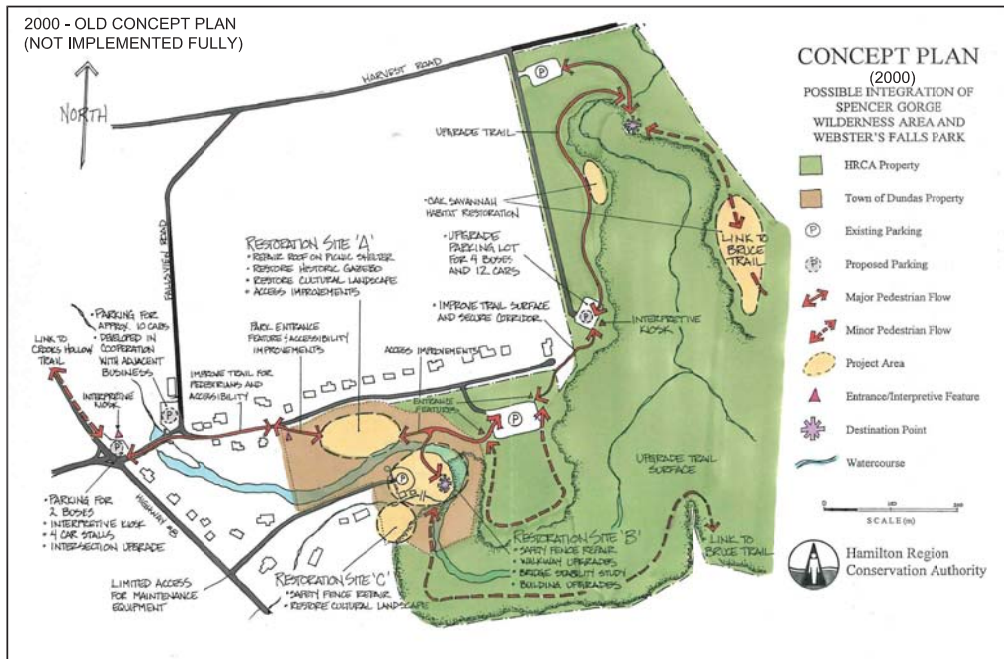 2000 - OLD CONCEPT PLAN
(NOT IMPLEMENTED FULLY)
NORTH
HARVEST ROAD
FALLSVIEW ROAD
UPGRADE TRAIL
• OAK SAVANNAH
HABITAT RESTORATION
• UPGRADE
PARKING LOT
FOR 4 BUSES
AND 12 CARS
• IMPROVE TRAIL SURFACE
AND SECURE CORRIDOR
INTERPRETIVE
KIOSK
LINK TO
BRUCE TRAIL
RESTORATION SITE 'A'
• REPAIR ROOF ON PICNIC SHELTER
• RESTORE HISTORIC GAZEBO
• RESTORE CULTURAL LANDSCAPE
• ACCESS IMPROVEMENTS
PARK ENTRANCE
FEATURE & ACCESSIBILITY
IMPROVEMENTS
ACCESS IMPROVEMENTS
ENTRANCE
FEATURES
IMPROVE TRAIL FOR
PEDESTRIANS AND
ACCESSIBILITY
• PARKING FOR
APPROX. 10 CARS
• DEVELOPED IN
COOPERATION
WITH ADJACENT
BUSINESS
LINK TO
CROOKS HOLLOW
TRAIL
INTERPRETIVE
KIOSK
P
P
P
P
P
P
HIGHWAY #8
• PARKING FOR
2 BUSES
• INTERPRETIVE KIOSK
• 4 CAR STALLS
• INTERSECTION UPGRADE
LIMITED ACCESS
FOR MAINTENANCE
EQUIPMENT
RESTORATION SITE 'C'
• SAFETY FENCE REPAIR
• RESTORE CULTURAL LANDSCAPE
RESTORATION SITE 'B'
• SAFETY FENCE REPAIR
• WALKWAY UPGRADES
• BRIDGE STABILITY STUDY
• BUILDING UPGRADES
UPGRADE TRAIL
SURFACE
LINK TO
BRUCE TRAIL
CONCEPT PLAN
(2000)
POSSIBLE INTEGRATION OF
SPENCER GORGE
WILDERNESS AREA AND
WEBSTER'S FALLS PARK
HRCA Property
Town of Dundas Property
P Existing Parking
P Proposed Parking
Major Pedestrian Flow
Minor Pedestrian Flow
Project Area
Entrance/Interpretive Feature
Destination Point
Watercourse
0
SCALE (m)
Hamilton Region
Conservation Authority